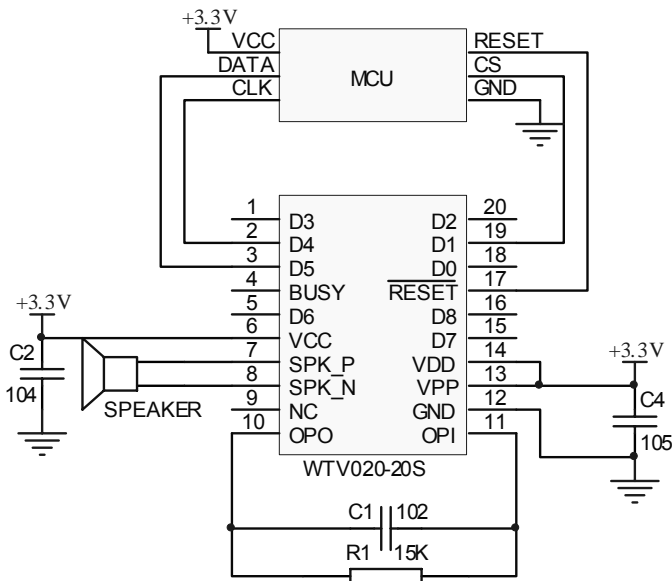 +3.3V
VCC RESET
DATA MCU CS
CLK GND
1 D3 D2 20
2 D4 D1 19
3 D5 D0 18
4 BUSY RESET 17
5 D6 D8 16
+3.3V
6 VCC D7 15
7 SPK_P VDD 14
+3.3V
C2
104
8 SPK_N VPP 13
SPEAKER
9 NC GND 12
C4
105
10 OPO OPI 11
WTV020-20S
C1 102
R1 15K